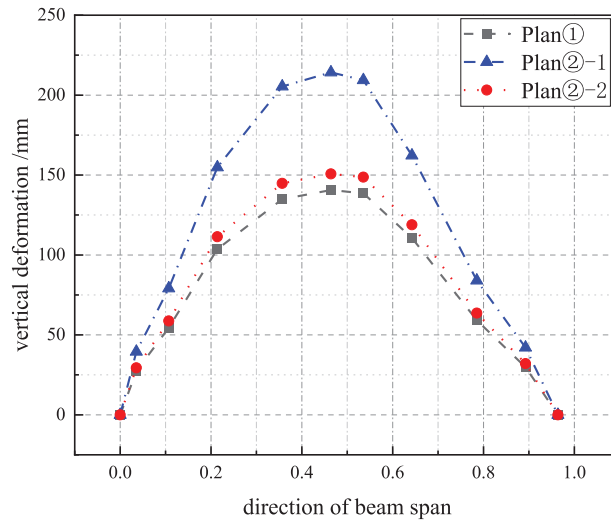 250
200
150
100
50
0
vertical deformation /mm
Plan①
Plan②-1
Plan②-2
0.0 0.2 0.4 0.6 0.8 1.0
direction of beam span